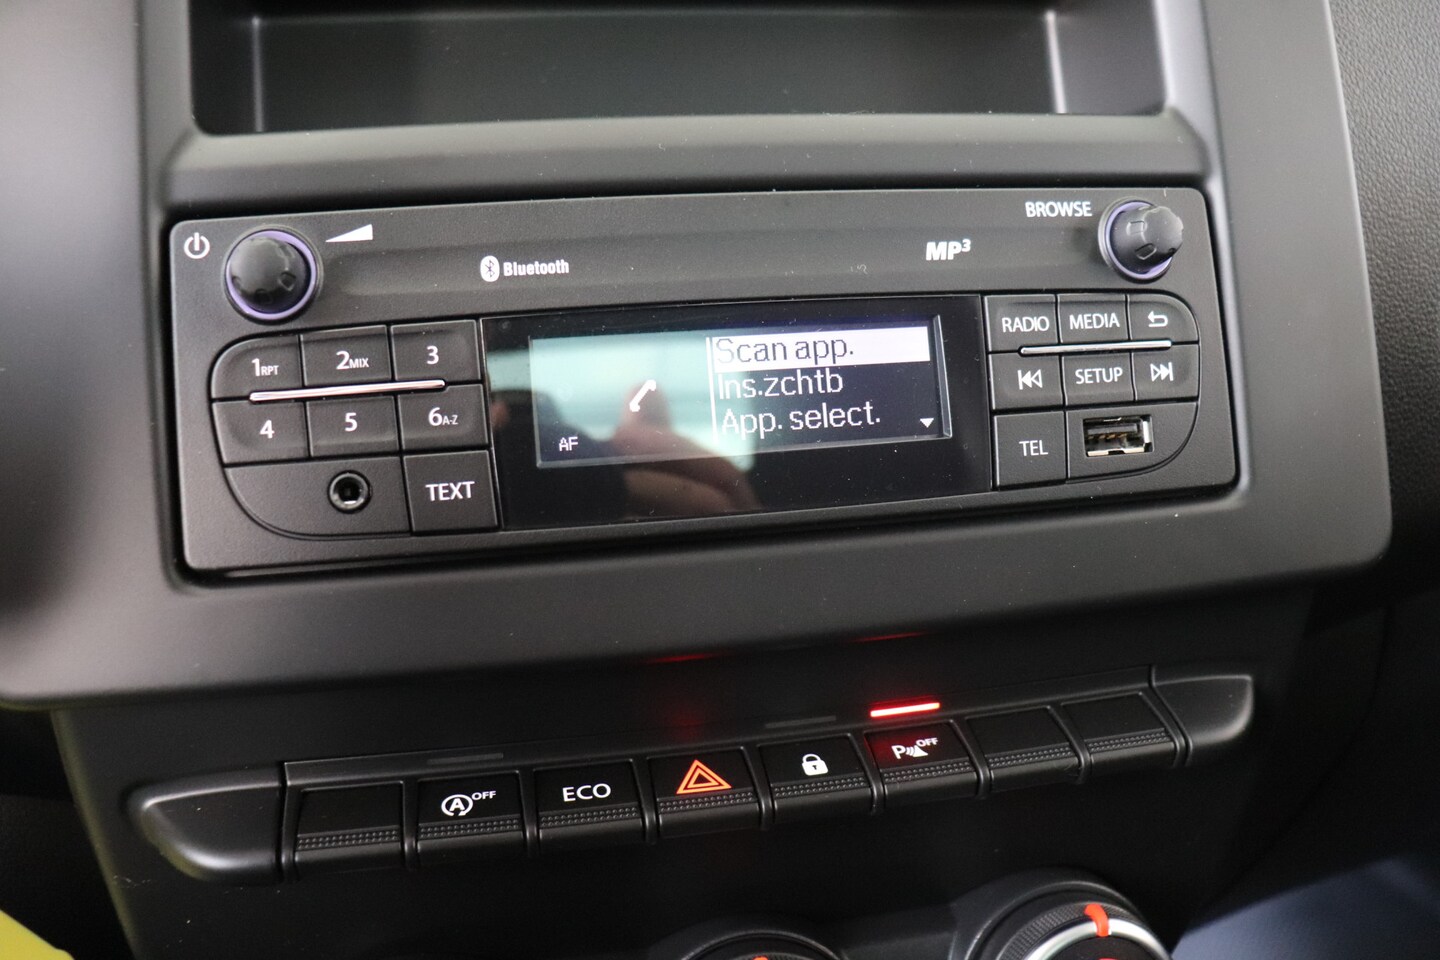 BROWSE
Bluetooth
MP3
1RPT
2MIX
3
4
5
6A-Z
TEXT
AF
Scan app.
Ins.zchtb
App. select.
RADIO
MEDIA
SETUP
TEL
A OFF
ECO
P OFF